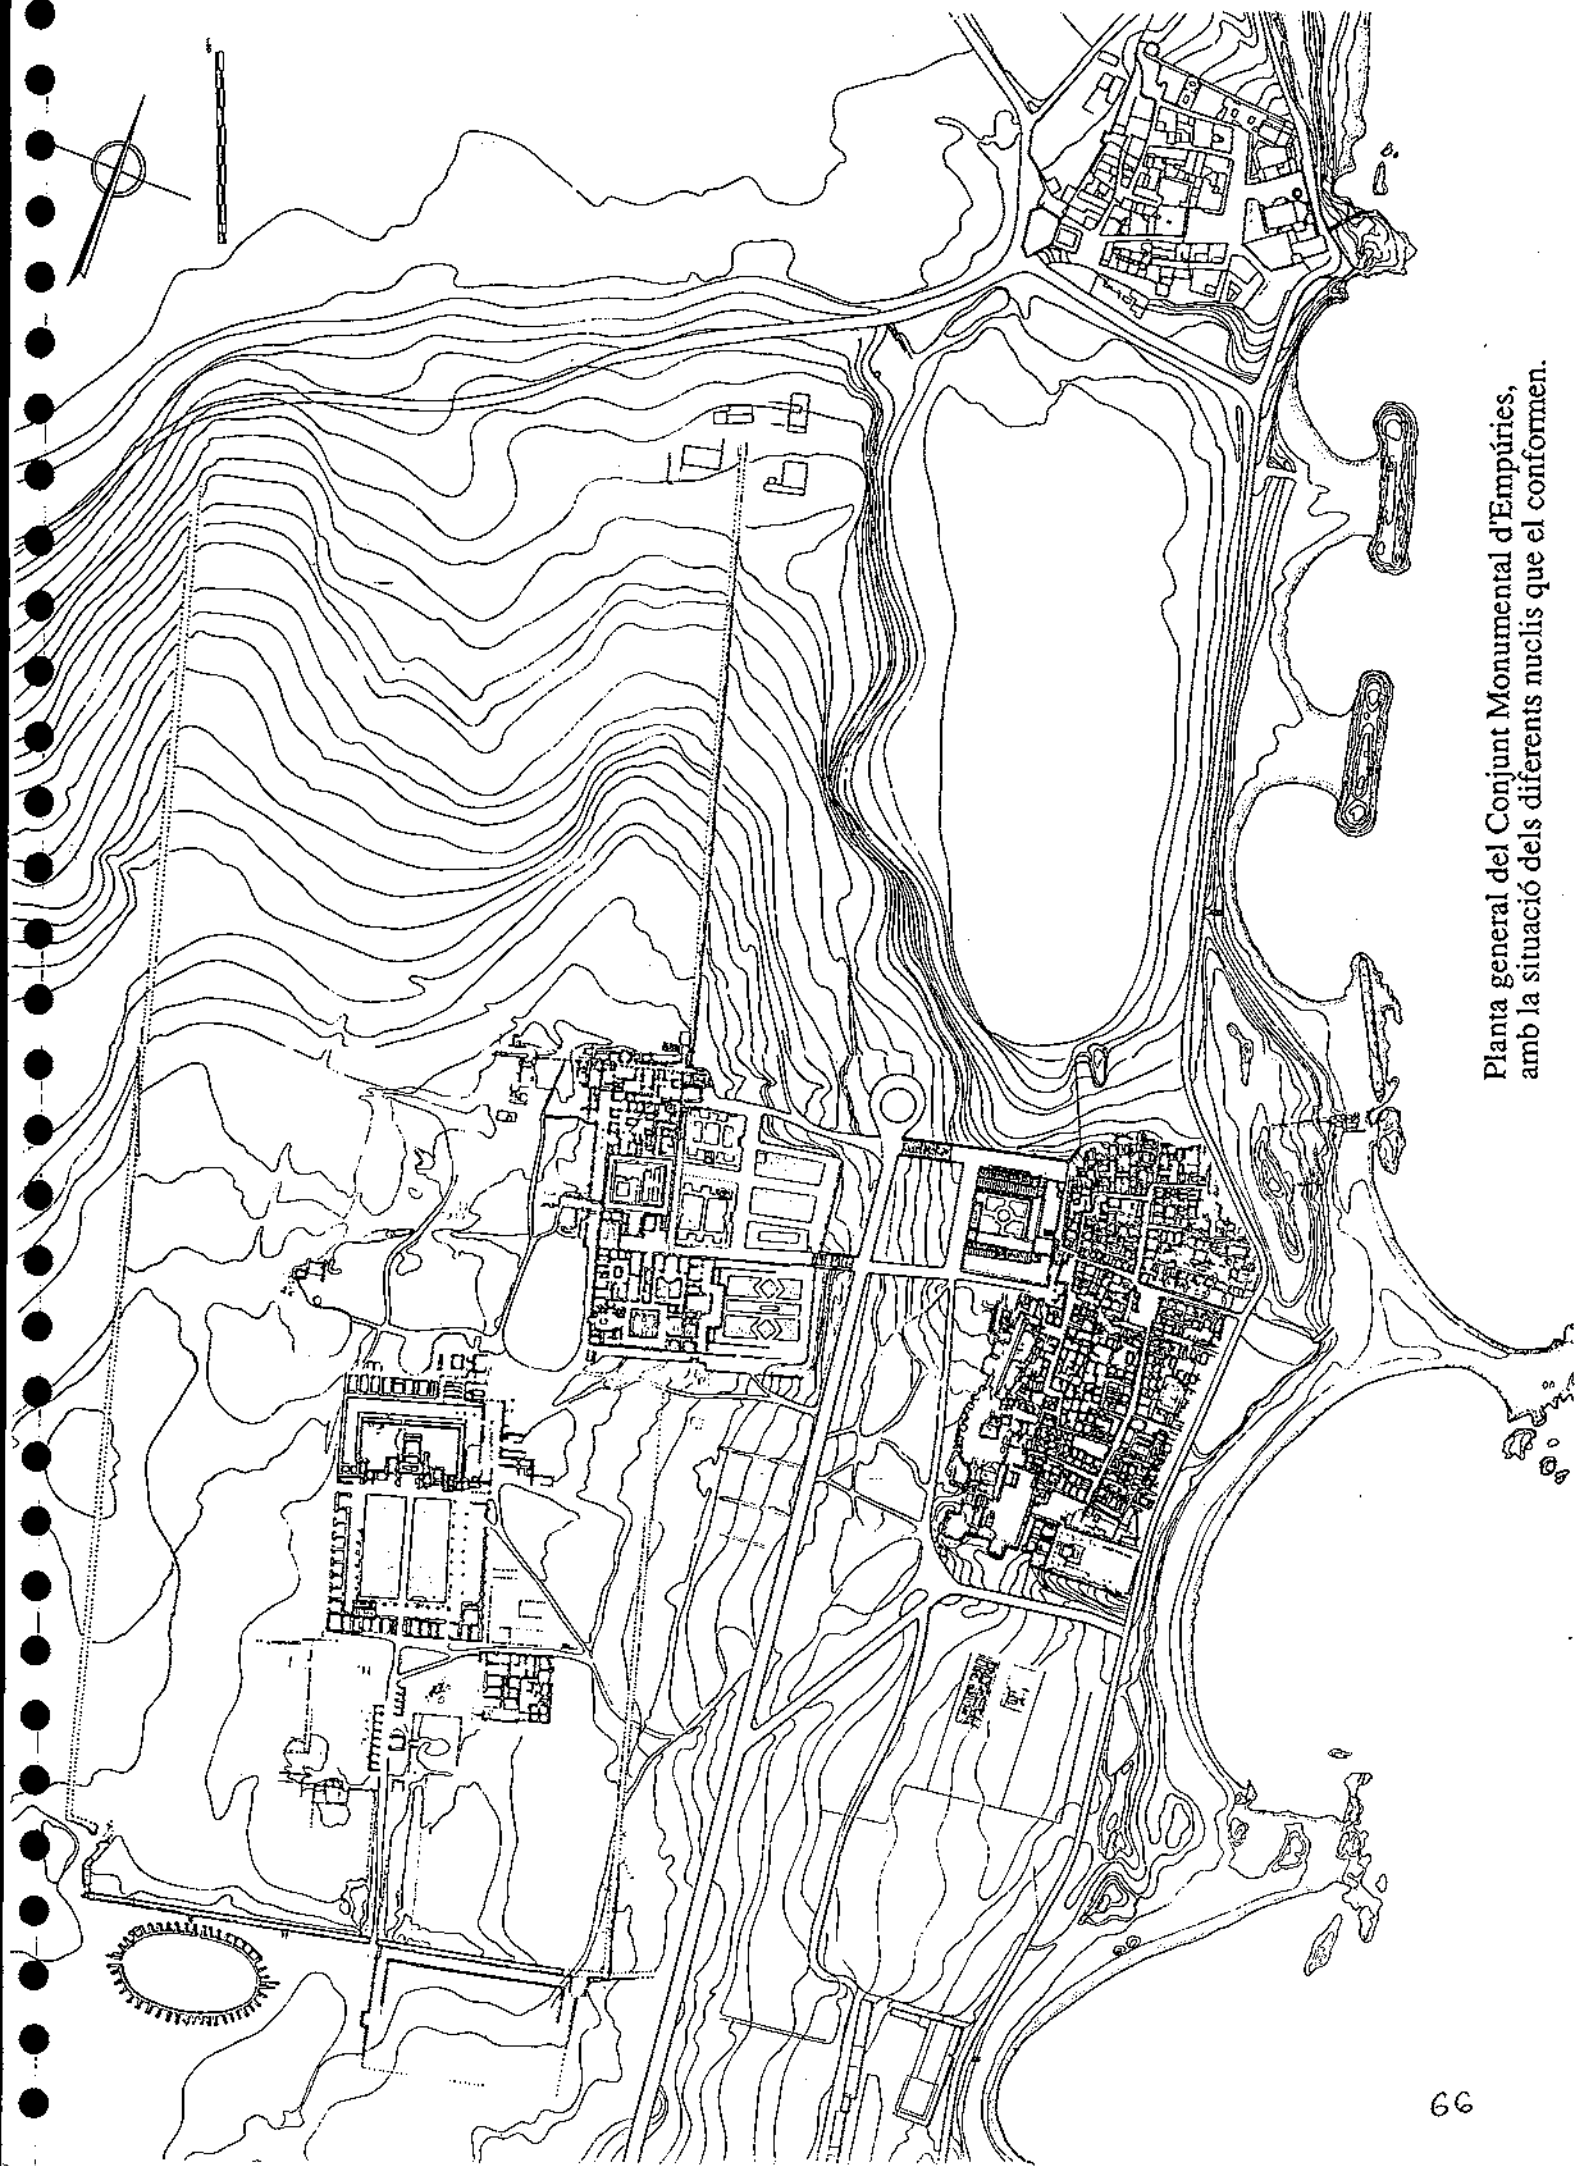 Planta general del Conjunt Monumental d'Empúries,
amb la situació dels diferents nuclis que el conformen.
66